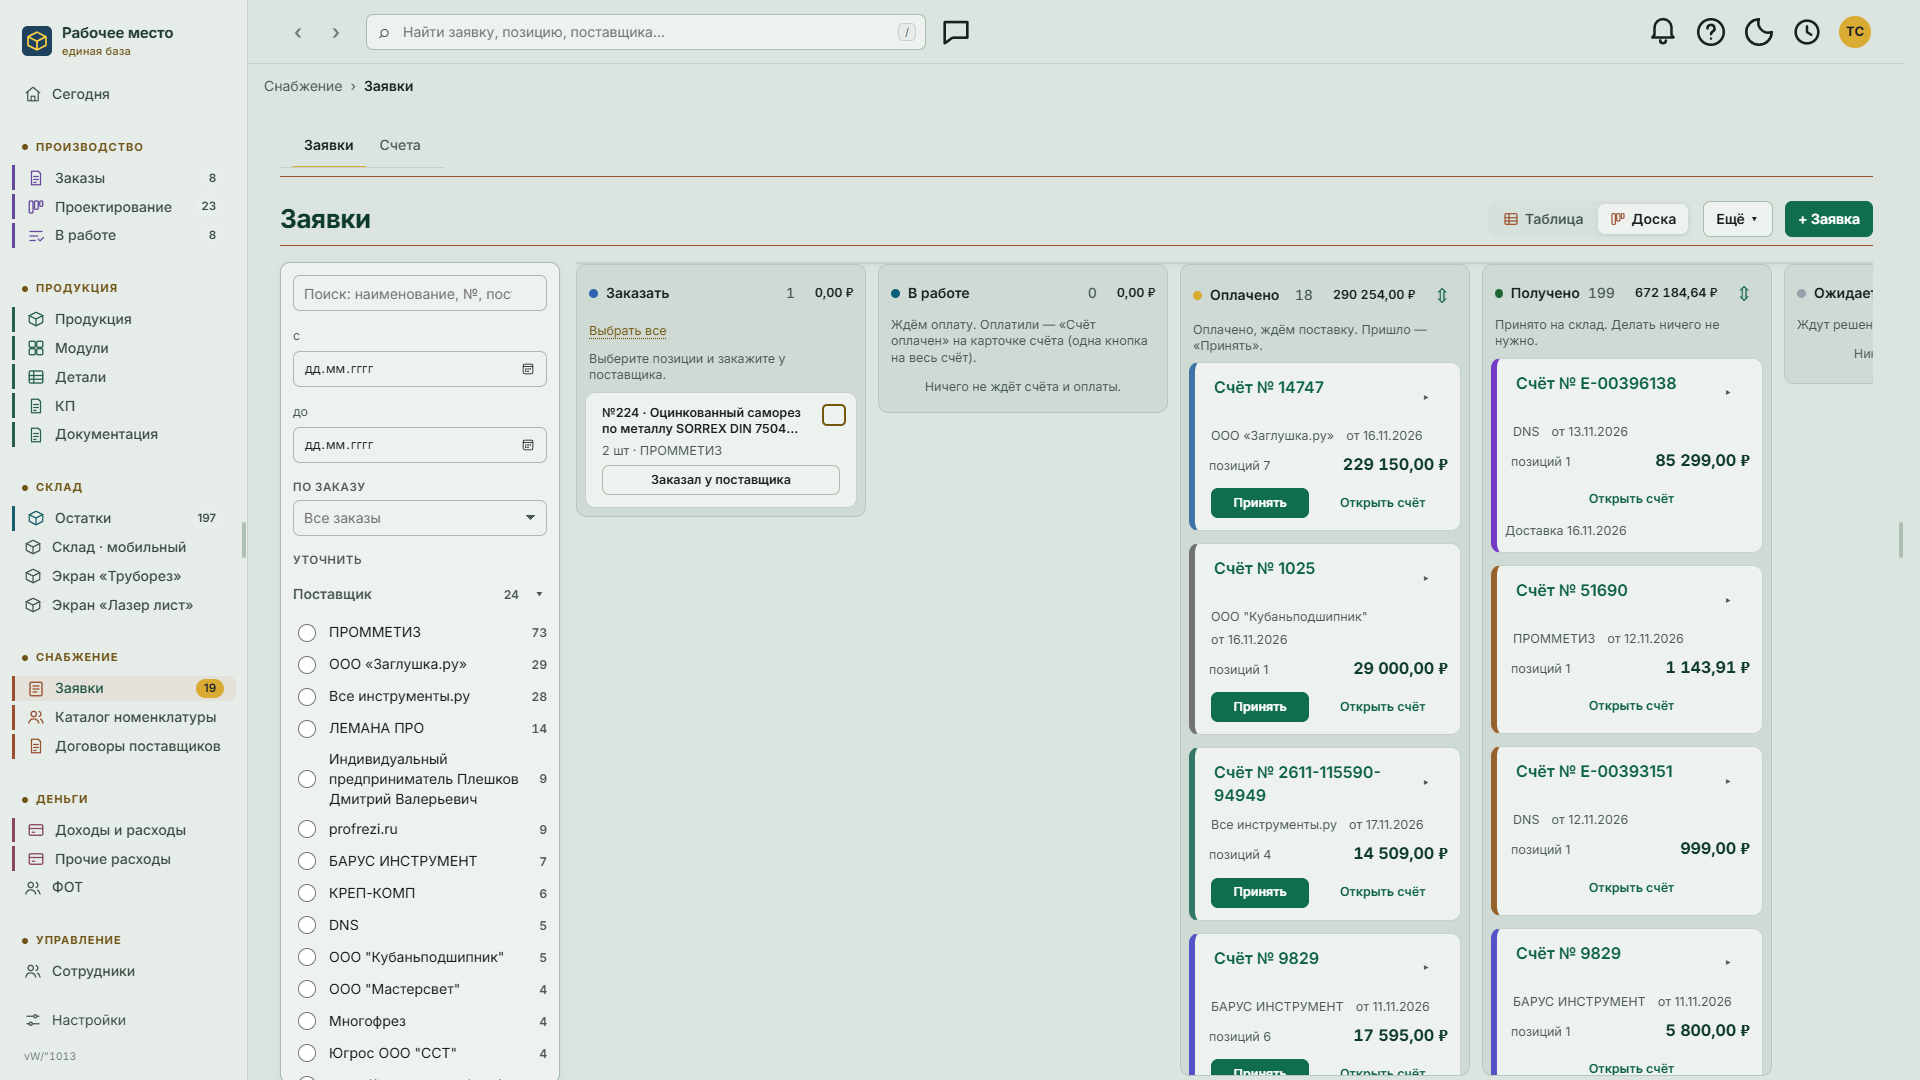 Рабочее место
единая база
Сегодня
ПРОИЗВОДСТВО
Заказы 8
Проектирование 23
В работе 8
ПРОДУКЦИЯ
Продукция
Модули
Детали
КП
Документация
СКЛАД
Остатки 197
Склад · мобильный
Экран «Труборез»
Экран «Лазер лист»
СНАБЖЕНИЕ
Заявки 19
Каталог номенклатуры
Договоры поставщиков
ДЕНЬГИ
Доходы и расходы
Прочие расходы
ФОТ
УПРАВЛЕНИЕ
Сотрудники
Настройки
vW/"1013
Найти заявку, позицию, поставщика... /
ТС
Снабжение › Заявки
Заявки Счета
Заявки
Таблица Доска Ещё + Заявка
Поиск: наименование, №, пос
с
дд.мм.гггг
до
дд.мм.гггг
ПО ЗАКАЗУ
Все заказы
УТОЧНИТЬ
Поставщик 24
ПРОММЕТИЗ 73
ООО «Заглушка.ру» 29
Все инструменты.ру 28
ЛЕМАНА ПРО 14
Индивидуальный
предприниматель Плешков 9
Дмитрий Валерьевич
profrezi.ru 9
БАРУС ИНСТРУМЕНТ 7
КРЕП-КОМП 6
DNS 5
ООО "Кубаньподшипник" 5
ООО "Мастерсвет" 4
Многофрез 4
Югрос ООО "ССТ" 4
Заказать 1 0,00 ₽
Выбрать все
Выберите позиции и закажите у
поставщика.
№224 · Оцинкованный саморез
по металлу SORREX DIN 7504...
2 шт · ПРОММЕТИЗ
Заказал у поставщика
В работе 0 0,00 ₽
Ждём оплату. Оплатили — «Счёт
оплачен» на карточке счёта (одна кнопка
на весь счёт).
Ничего не ждёт счёта и оплаты.
Оплачено 18 290 254,00 ₽
Оплачено, ждём поставку. Пришло —
«Принять».
Счёт № 14747
ООО «Заглушка.ру» от 16.11.2026
позиций 7 229 150,00 ₽
Принять Открыть счёт
Счёт № 1025
ООО "Кубаньподшипник"
от 16.11.2026
позиций 1 29 000,00 ₽
Принять Открыть счёт
Счёт № 2611-115590-
94949
Все инструменты.ру от 17.11.2026
позиций 4 14 509,00 ₽
Принять Открыть счёт
Счёт № 9829
БАРУС ИНСТРУМЕНТ от 11.11.2026
позиций 6 17 595,00 ₽
Принять Открыть счёт
Получено 199 672 184,64 ₽
Принято на склад. Делать ничего не
нужно.
Счёт № E-00396138
DNS от 13.11.2026
позиций 1 85 299,00 ₽
Открыть счёт
Доставка 16.11.2026
Счёт № 51690
ПРОММЕТИЗ от 12.11.2026
позиций 1 1 143,91 ₽
Открыть счёт
Счёт № E-00393151
DNS от 12.11.2026
позиций 1 999,00 ₽
Открыть счёт
Счёт № 9829
БАРУС ИНСТРУМЕНТ от 11.11.2026
позиций 1 5 800,00 ₽
Открыть счёт
Ожидает
Ждут решен